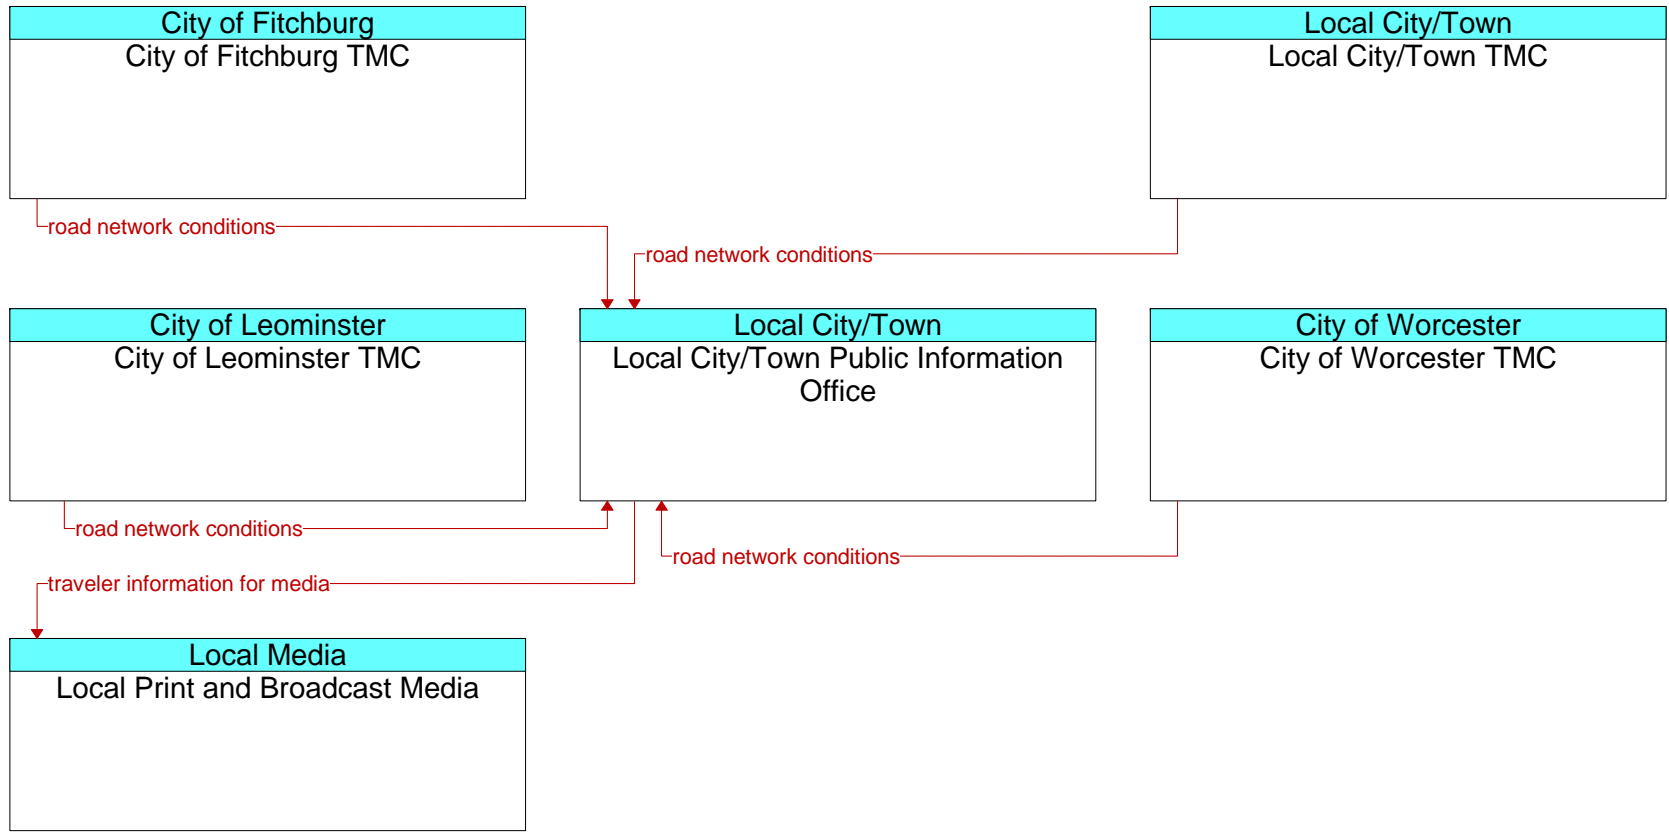 City of Fitchburg
City of Fitchburg TMC
Local City/Town
Local City/Town TMC
road network conditions
road network conditions
City of Leominster
City of Leominster TMC
Local City/Town
Local City/Town Public Information
Office
City of Worcester
City of Worcester TMC
road network conditions
road network conditions
traveler information for media
Local Media
Local Print and Broadcast Media